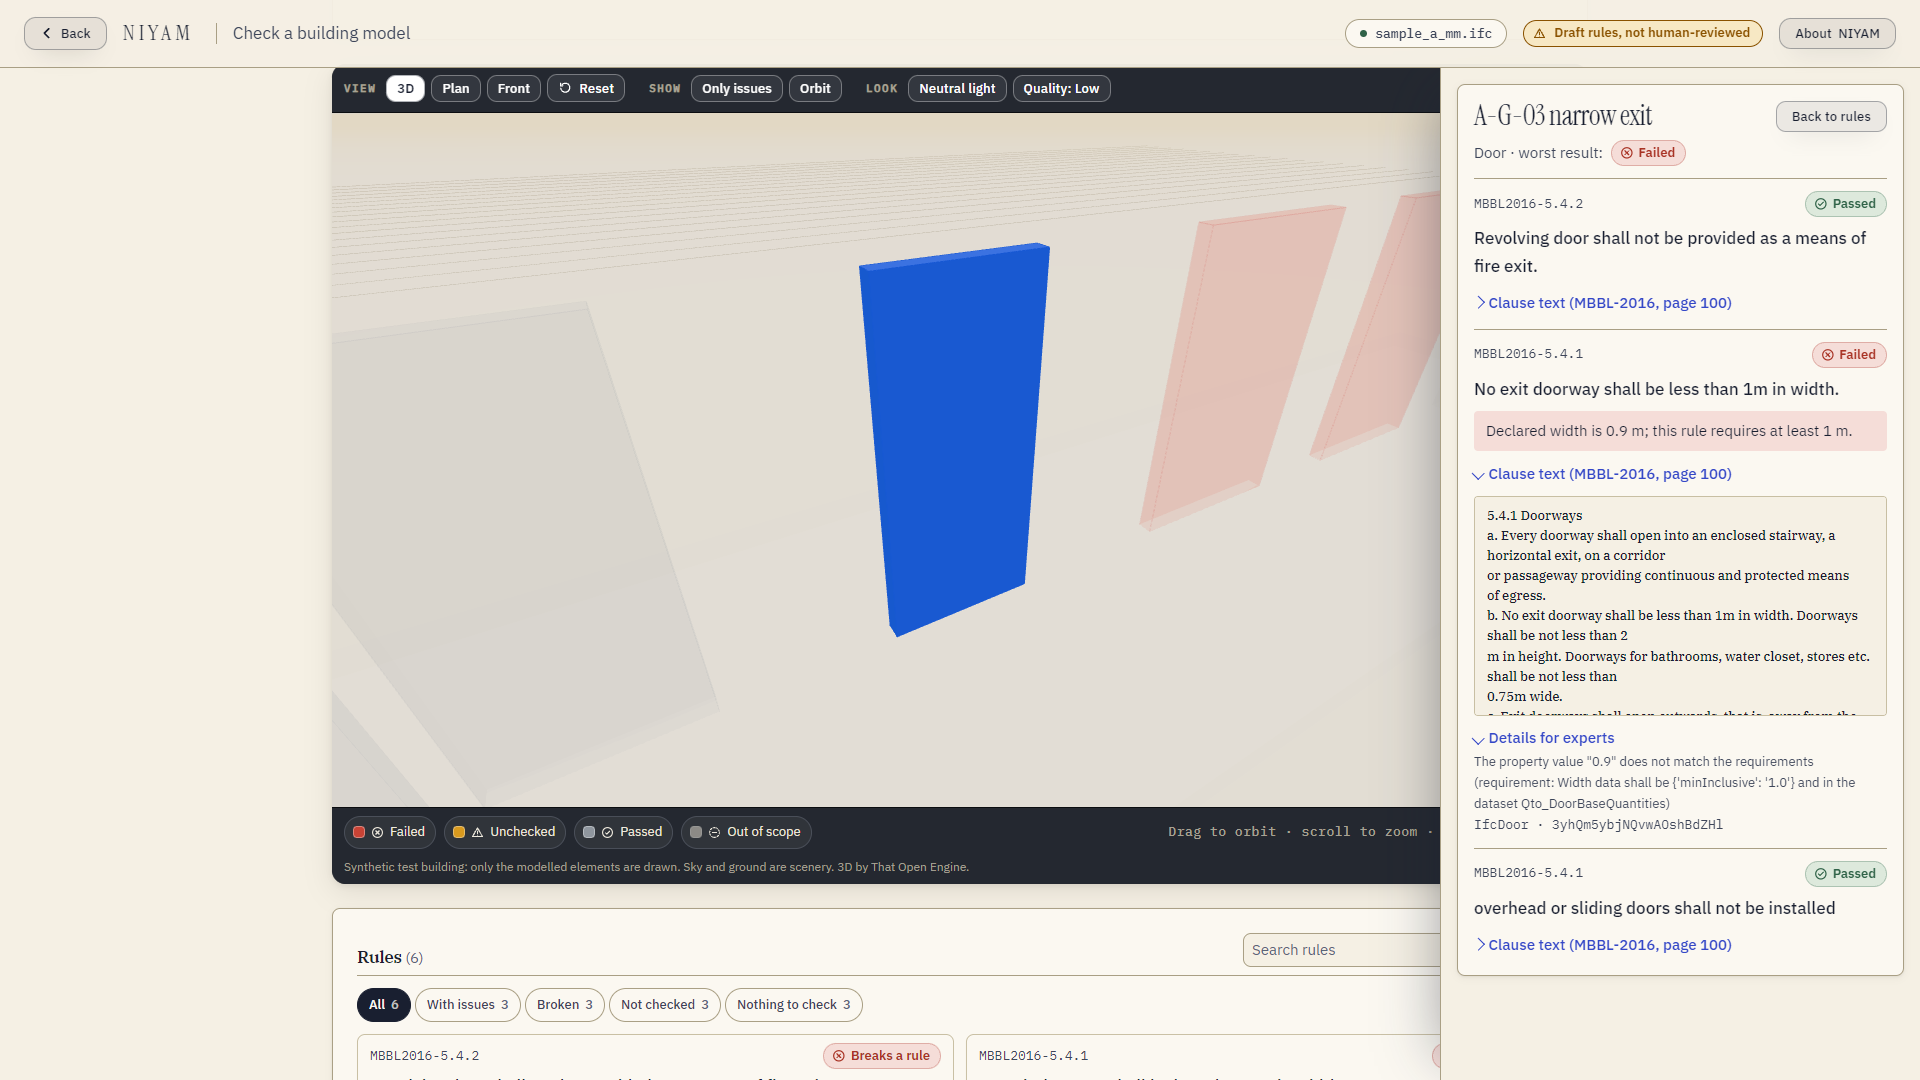 Back
NIYAM
Check a building model
sample_a_mm.ifc
Draft rules, not human-reviewed
About NIYAM
VIEW
3D
Plan
Front
Reset
SHOW
Only issues
Orbit
LOOK
Neutral light
Quality: Low
Failed
Unchecked
Passed
Out of scope
Drag to orbit · scroll to zoom ·
Synthetic test building: only the modelled elements are drawn. Sky and ground are scenery. 3D by That Open Engine.
Rules (6)
Search rules
All 6
With issues 3
Broken 3
Not checked 3
Nothing to check 3
MBBL2016-5.4.2
Breaks a rule
MBBL2016-5.4.1
A-G-03 narrow exit
Back to rules
Door · worst result:
Failed
MBBL2016-5.4.2
Passed
Revolving door shall not be provided as a means of
fire exit.
Clause text (MBBL-2016, page 100)
MBBL2016-5.4.1
Failed
No exit doorway shall be less than 1m in width.
Declared width is 0.9 m; this rule requires at least 1 m.
Clause text (MBBL-2016, page 100)
5.4.1 Doorways
a. Every doorway shall open into an enclosed stairway, a
horizontal exit, on a corridor
or passageway providing continuous and protected means
of egress.
b. No exit doorway shall be less than 1m in width. Doorways
shall be not less than 2
m in height. Doorways for bathrooms, water closet, stores etc.
shall be not less than
0.75m wide.
Details for experts
The property value "0.9" does not match the requirements
(requirement: Width data shall be {'minInclusive': '1.0'} and in the
dataset Qto_DoorBaseQuantities)
IfcDoor · 3yhQm5ybjNQvwAOshBdZHl
MBBL2016-5.4.1
Passed
overhead or sliding doors shall not be installed
Clause text (MBBL-2016, page 100)